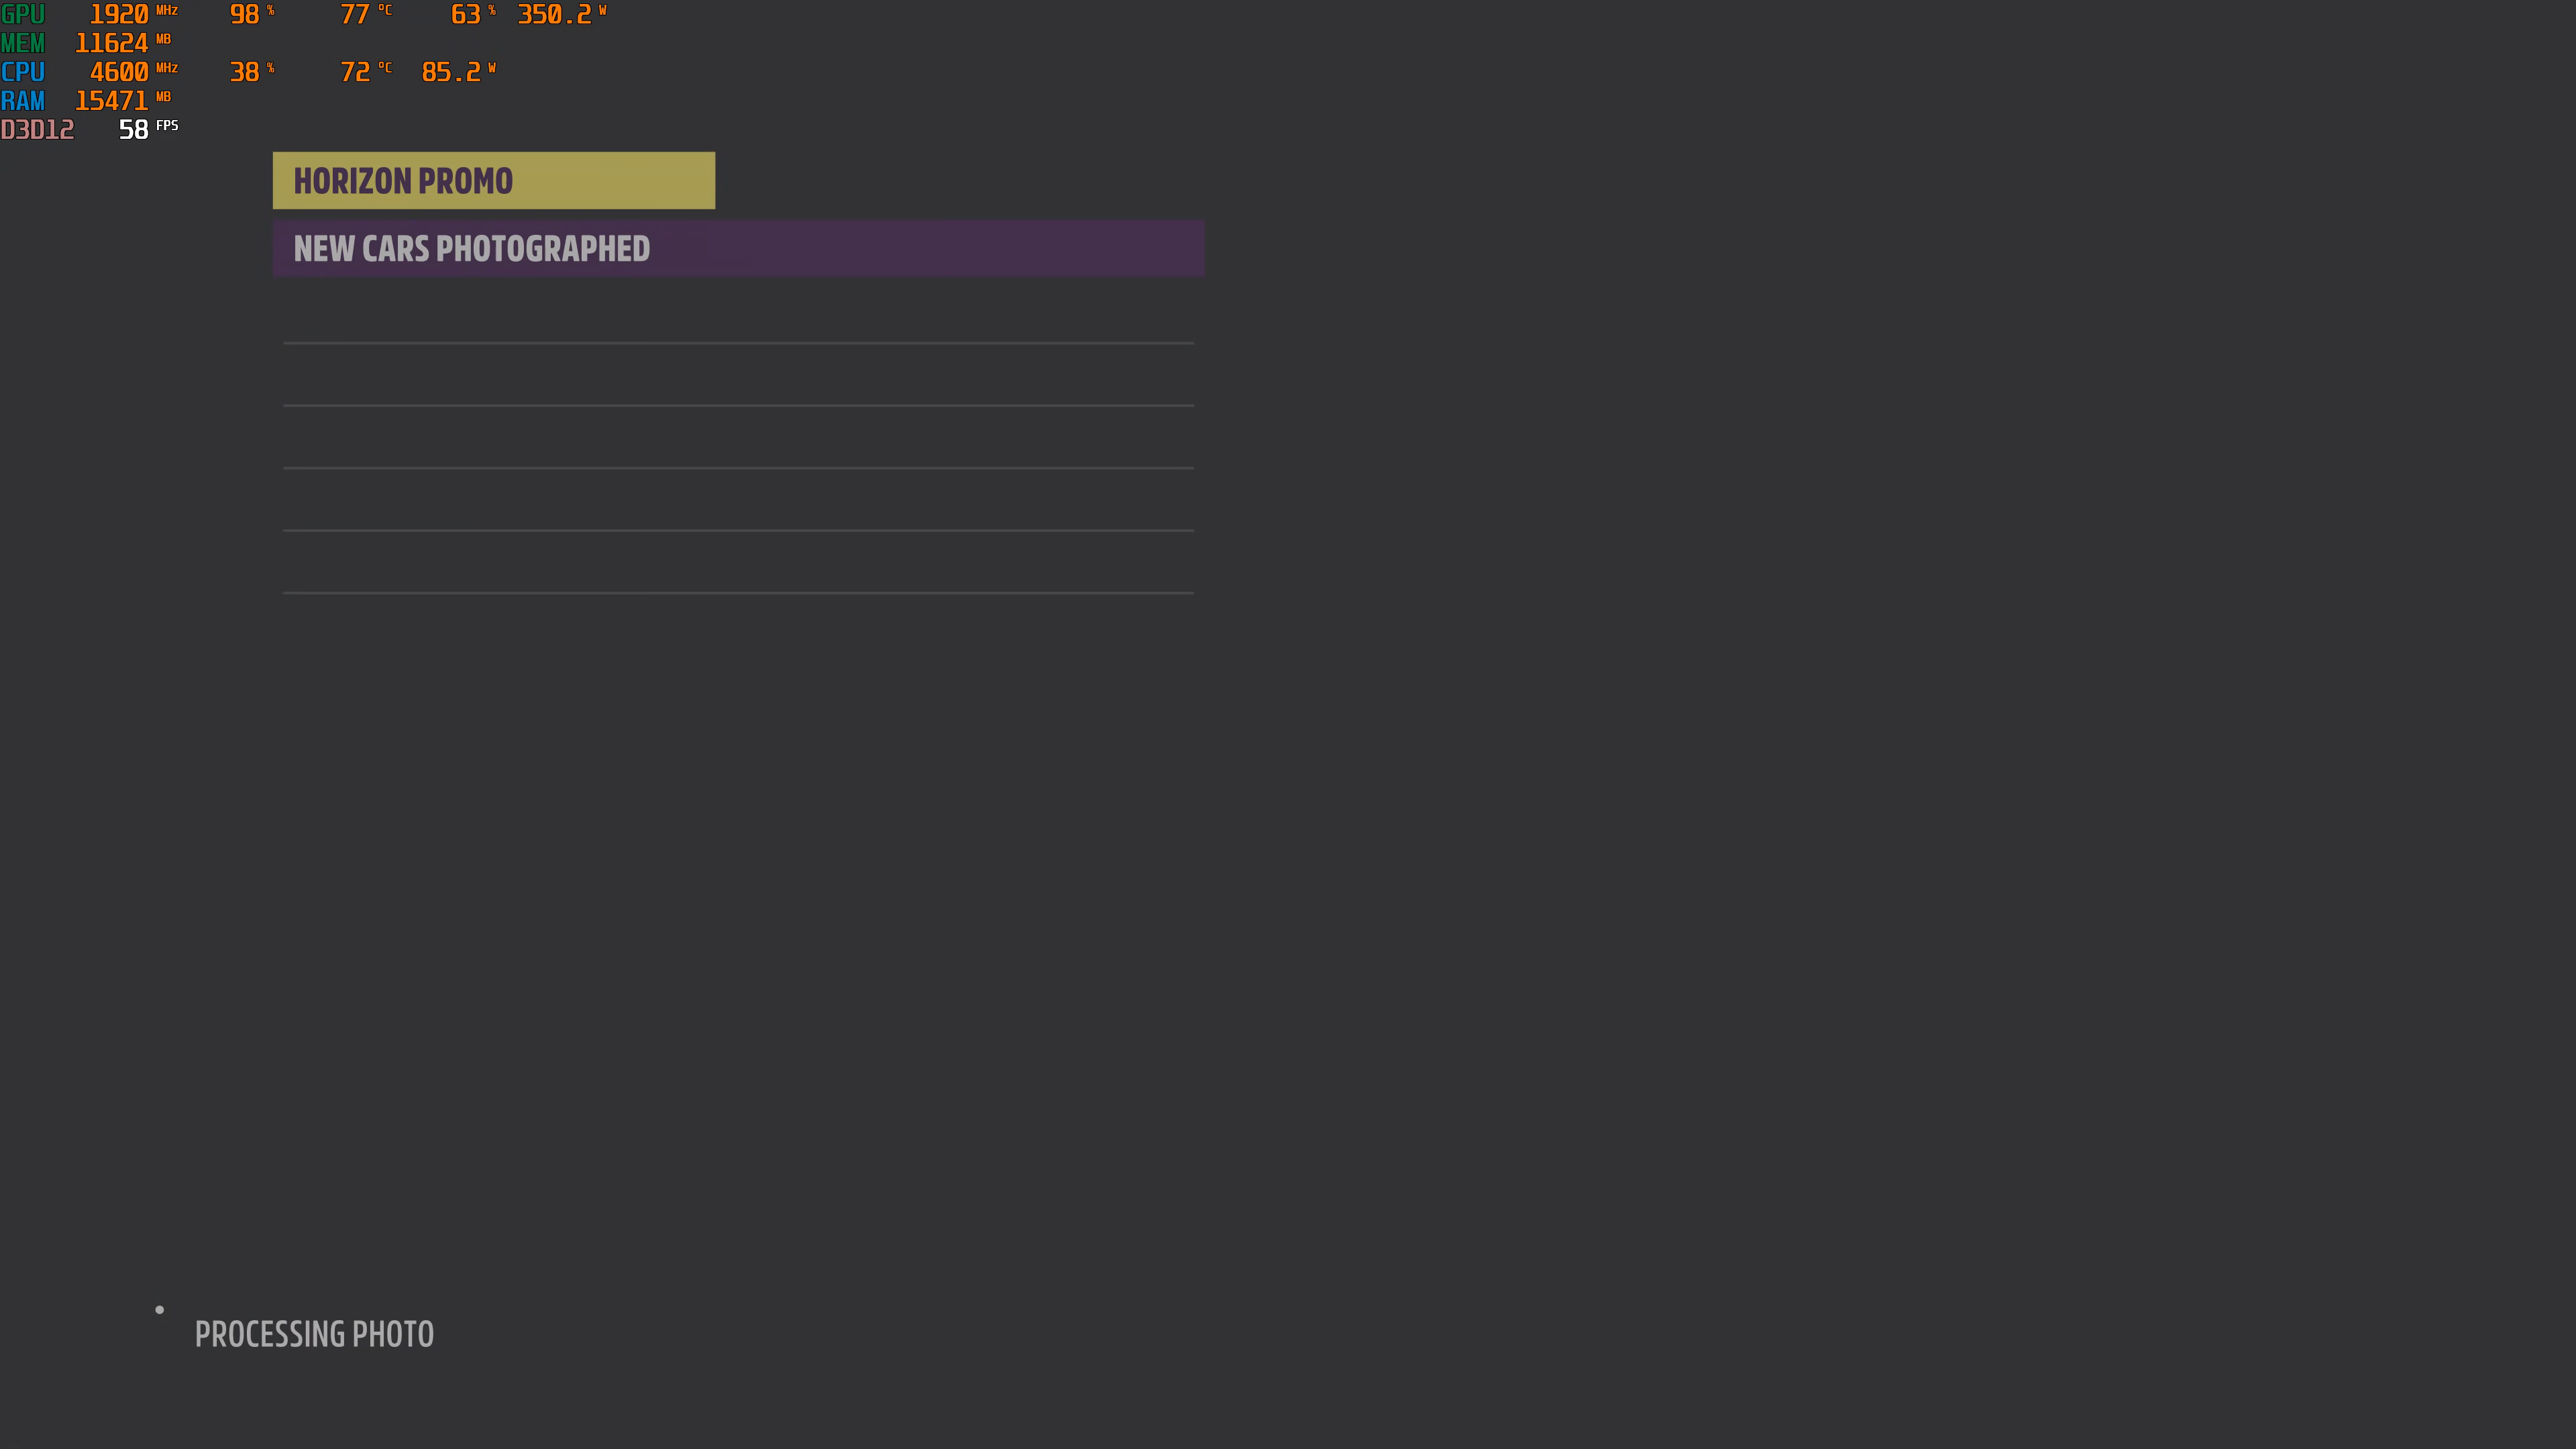 GPU 1920 MHz 98 % 77 °C 63 % 350.2 W
MEM 11624 MB
CPU 4600 MHz 38 % 72 °C 85.2 W
RAM 15471 MB
D3D12 58 FPS
HORIZON PROMO
NEW CARS PHOTOGRAPHED
PROCESSING PHOTO